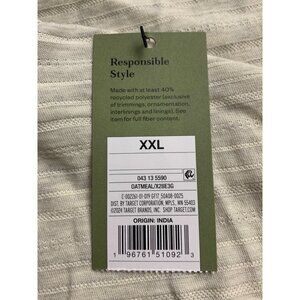 Responsible
Style
Made with at least 40%
recycled polyester (exclusive
of trimmings, ornamentation,
interlinings and linings). See
item for full fiber content.
XXL
043 13 5590
OATMEAL/X28E3G
DIST. BY TARGET CORPORATION, MPLS, MN 55403
©2024 TARGET BRANDS, INC. SHOP TARGET.COM
ORIGIN: INDIA
1 96761 51092 3